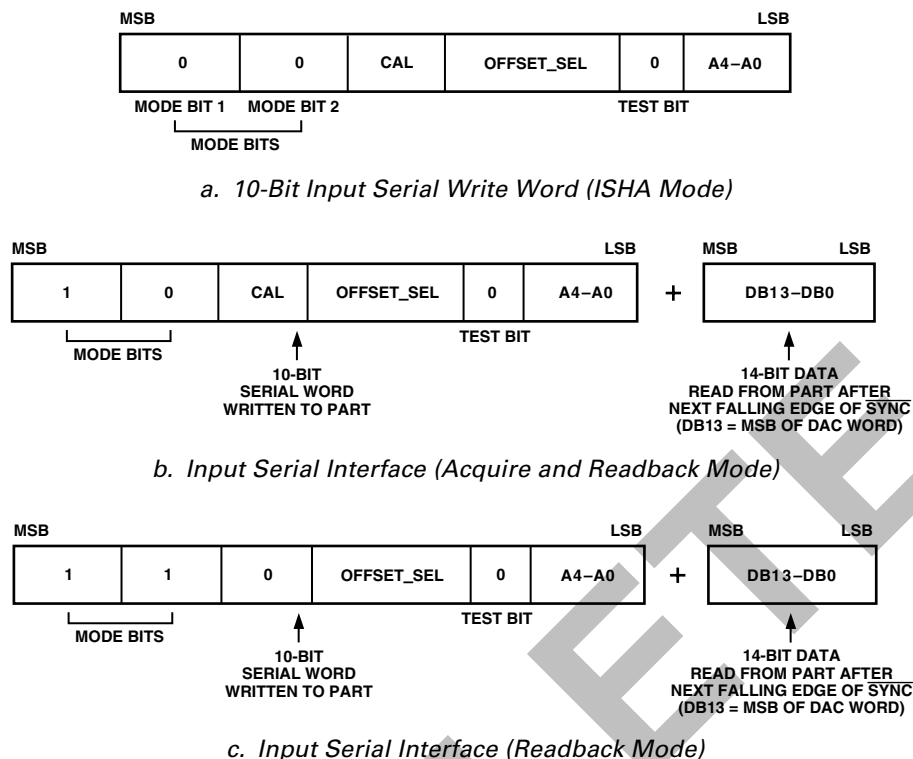 MSB LSB
0 0 CAL OFFSET_SEL 0 A4–A0
MODE BIT 1 MODE BIT 2 TEST BIT
MODE BITS
a. 10-Bit Input Serial Write Word (ISHA Mode)
MSB LSB MSB LSB
1 0 CAL OFFSET_SEL 0 A4–A0 + DB13–DB0
MODE BITS TEST BIT
10-BIT
SERIAL WORD
WRITTEN TO PART
14-BIT DATA
READ FROM PART AFTER
NEXT FALLING EDGE OF SYNC
(DB13 = MSB OF DAC WORD)
b. Input Serial Interface (Acquire and Readback Mode)
MSB LSB MSB LSB
1 1 0 OFFSET_SEL 0 A4–A0 + DB13–DB0
MODE BITS TEST BIT
10-BIT
SERIAL WORD
WRITTEN TO PART
14-BIT DATA
READ FROM PART AFTER
NEXT FALLING EDGE OF SYNC
(DB13 = MSB OF DAC WORD)
c. Input Serial Interface (Readback Mode)
ETE